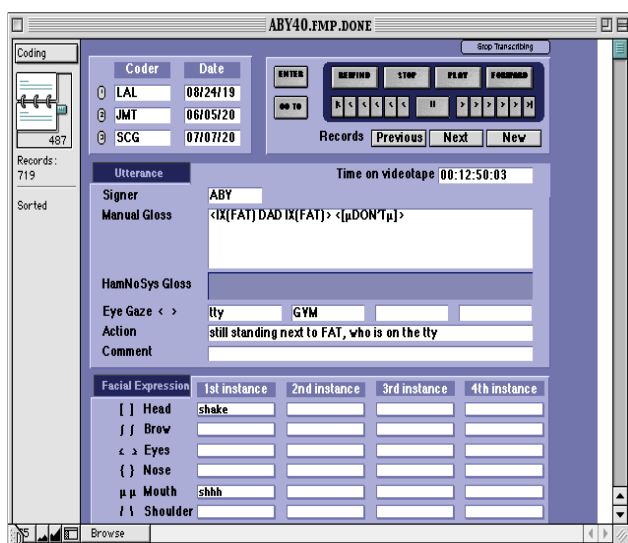 ABY40.FMP.DONE
Stop Transcribing
Coding
487
Records:
719
Sorted
Coder Date
1 LAL 08/24/19
2 JMT 06/05/20
3 SCG 07/07/20
ENTER REWIND STOP PLAY FORWARD
GO TO K < < < < < II > > > > > >I
Records Previous Next New
Utterance Time on videotape 00:12:50:03
Signer ABY
Manual Gloss <IX(FAT) DAD IX(FAT)> <[μDON'Tμ]>
HamNoSys Gloss
Eye Gaze < > tty GYM
Action still standing next to FAT, who is on the tty
Comment
Facial Expression 1st instance 2nd instance 3rd instance 4th instance
[ ] Head shake
∫ ∫ Brow
Eyes
{ } Nose
μ μ Mouth shhh
Shoulder
Browse